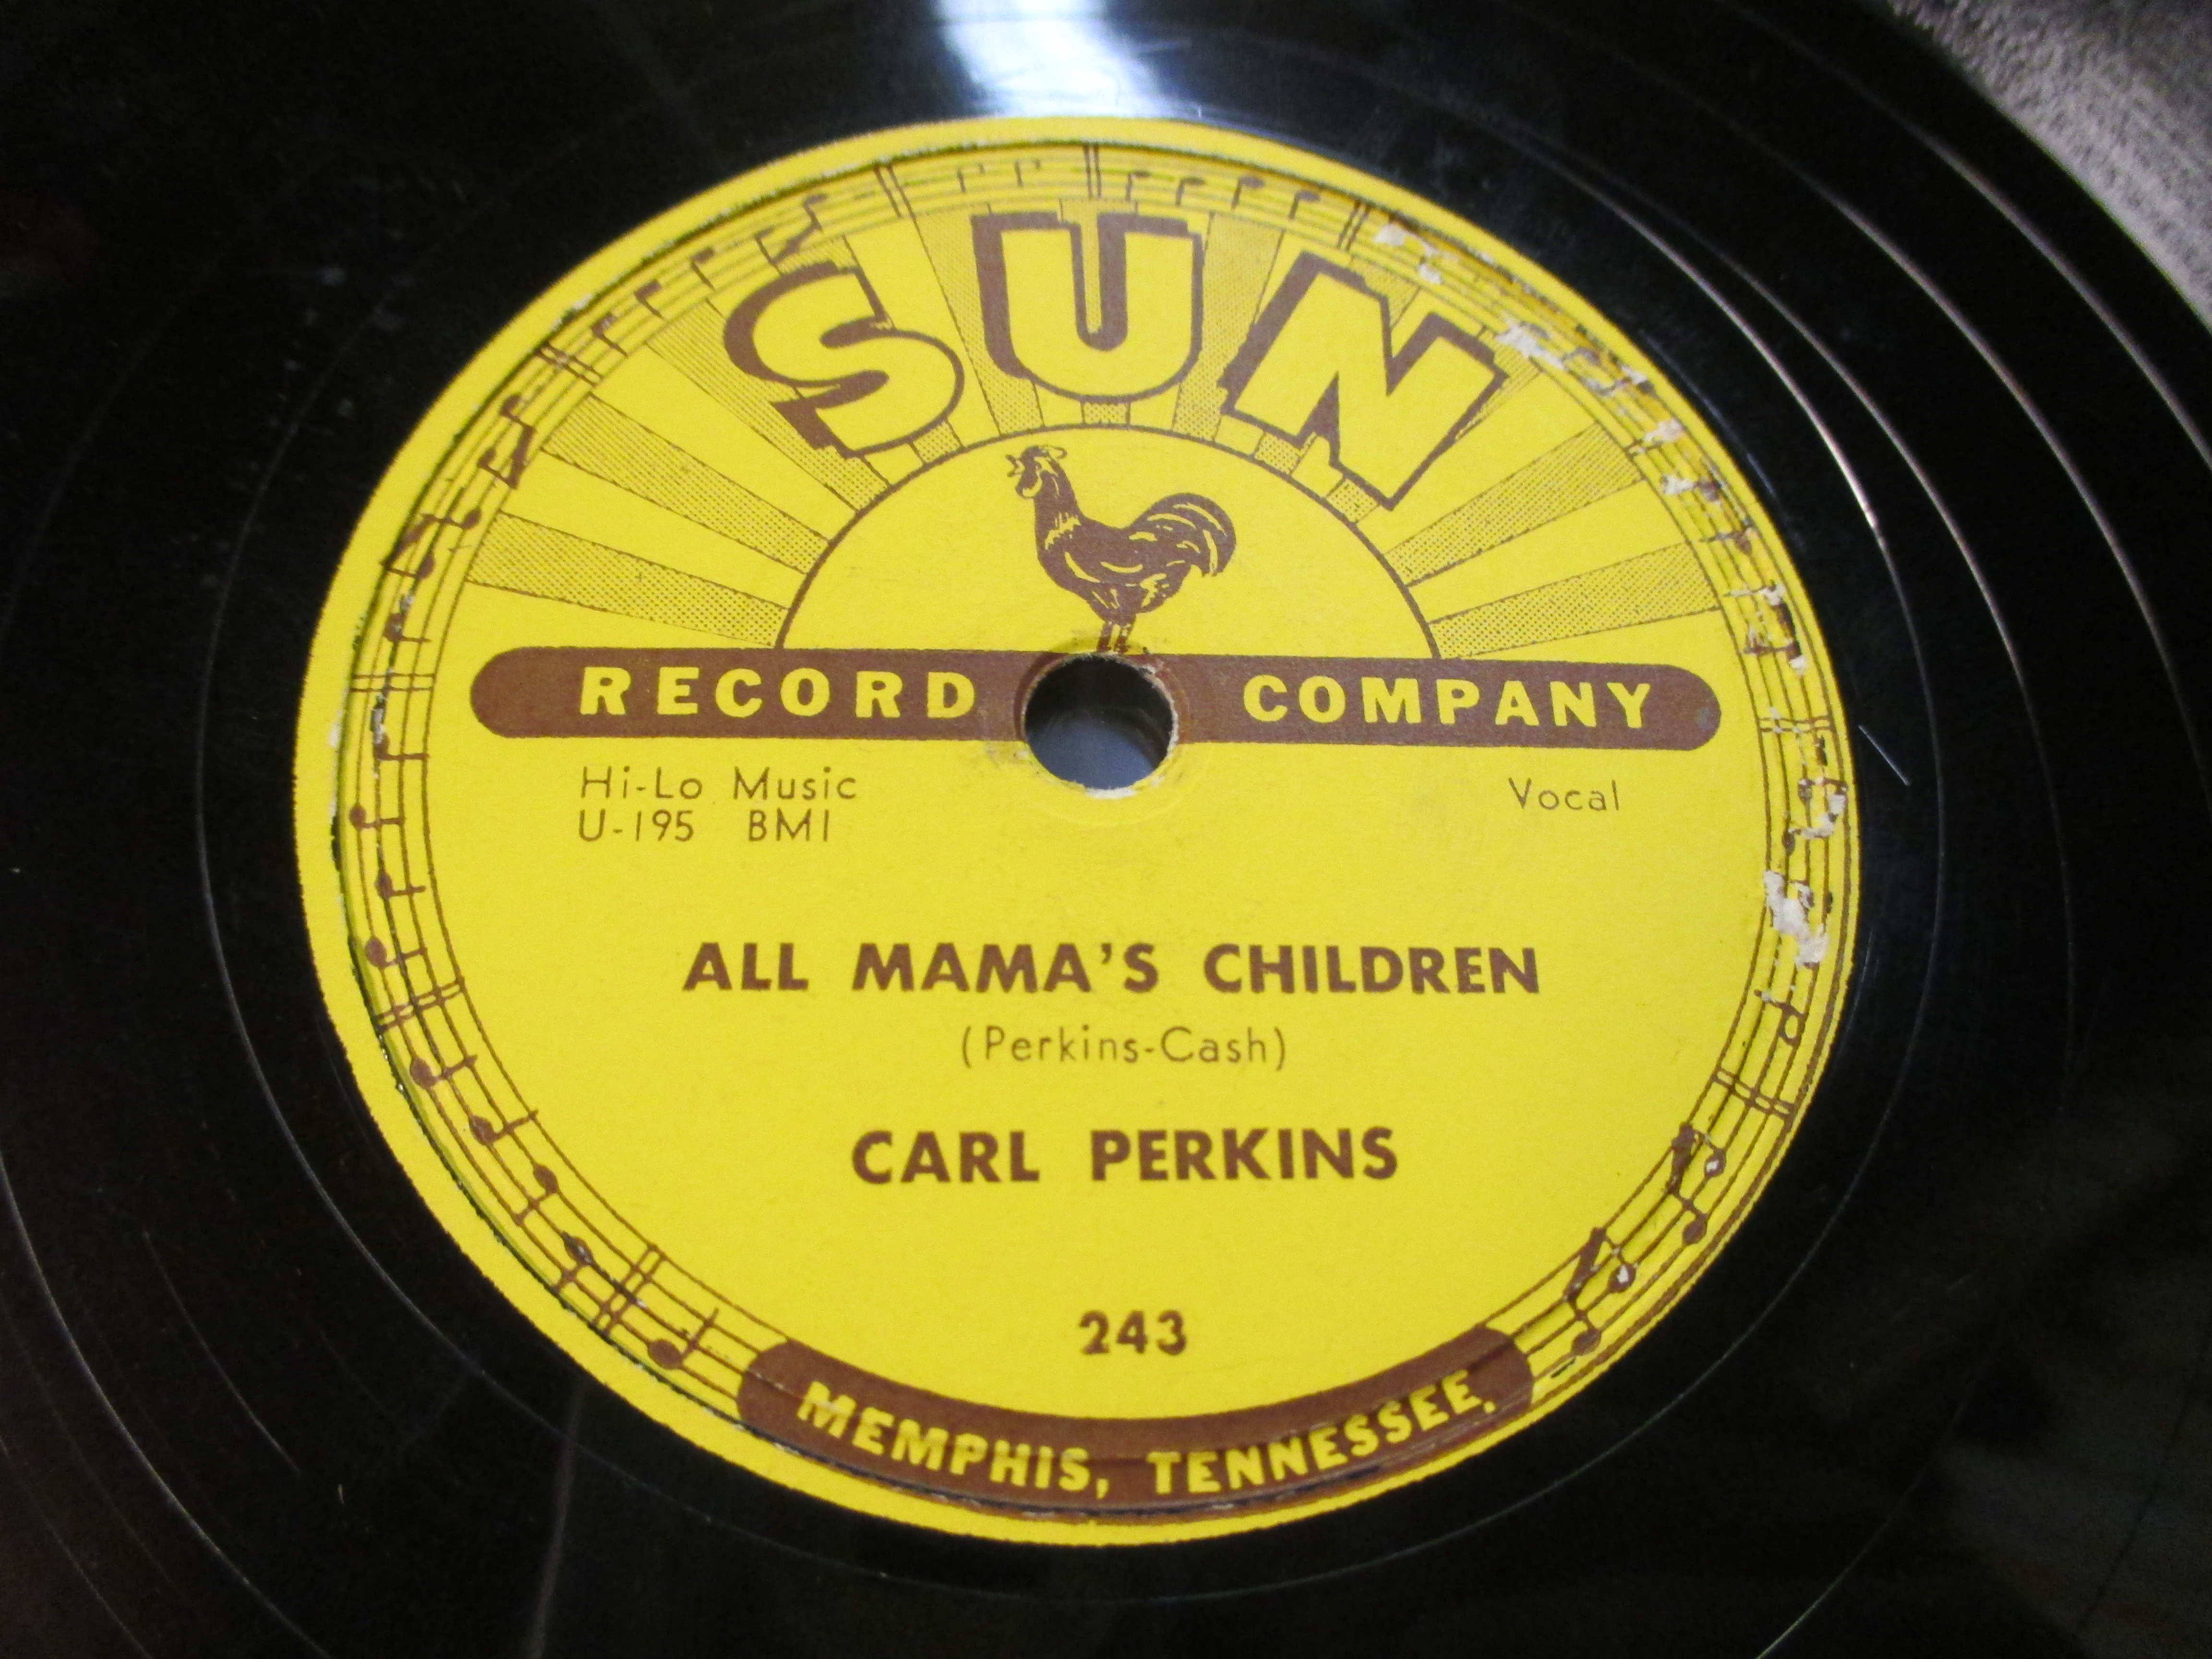 SUN
RECORD COMPANY
Hi-Lo Music
U-195 BMI
Vocal
ALL MAMA'S CHILDREN
(Perkins-Cash)
CARL PERKINS
243
MEMPHIS, TENNESSEE.